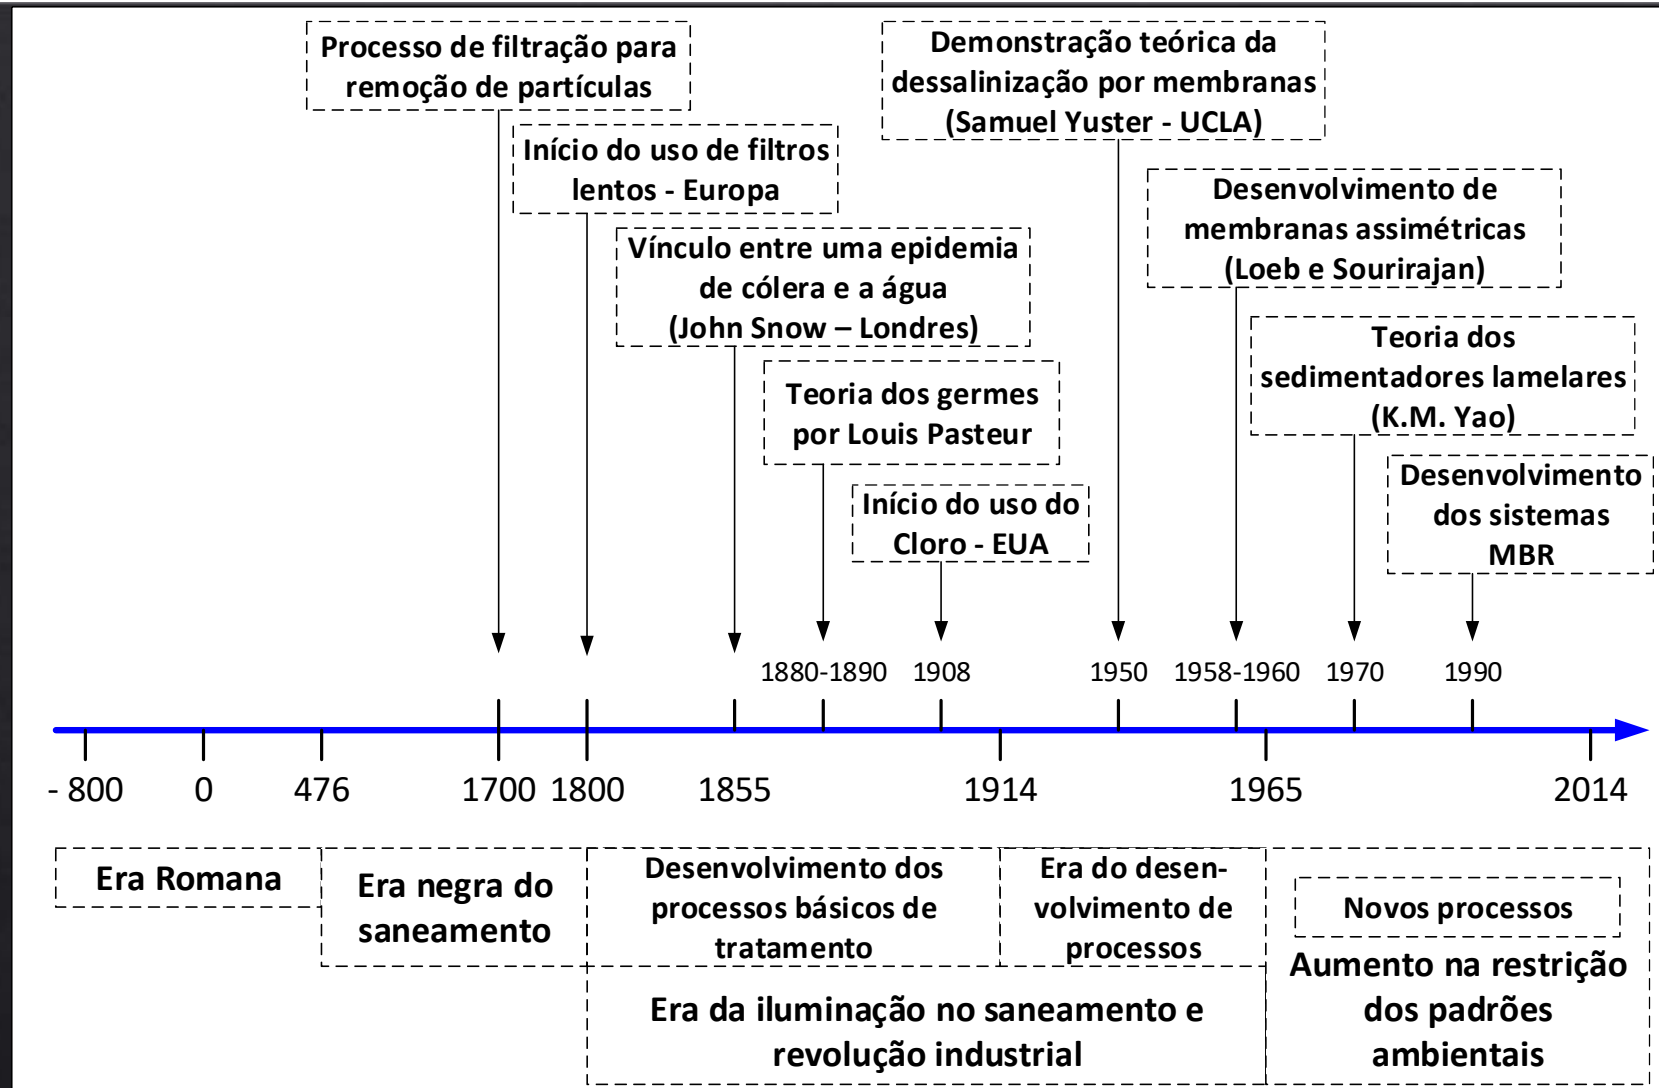 Processo de filtração para
remoção de partículas
Demonstração teórica da
dessalinização por membranas
(Samuel Yuster - UCLA)
Início do uso de filtros
lentos - Europa
Desenvolvimento de
membranas assimétricas
(Loeb e Sourirajan)
Vínculo entre uma epidemia
de cólera e a água
(John Snow – Londres)
Teoria dos
sedimentadores lamelares
(K.M. Yao)
Teoria dos germes
por Louis Pasteur
Desenvolvimento
dos sistemas
MBR
Início do uso do
Cloro - EUA
1880-1890 1908 1950 1958-1960 1970 1990
- 800 0 476 1700 1800 1855 1914 1965 2014
Era Romana
Era negra do
saneamento
Desenvolvimento dos
processos básicos de
tratamento
Era do desen-
volvimento de
processos
Era da iluminação no saneamento e
revolução industrial
Novos processos
Aumento na restrição
dos padrões
ambientais